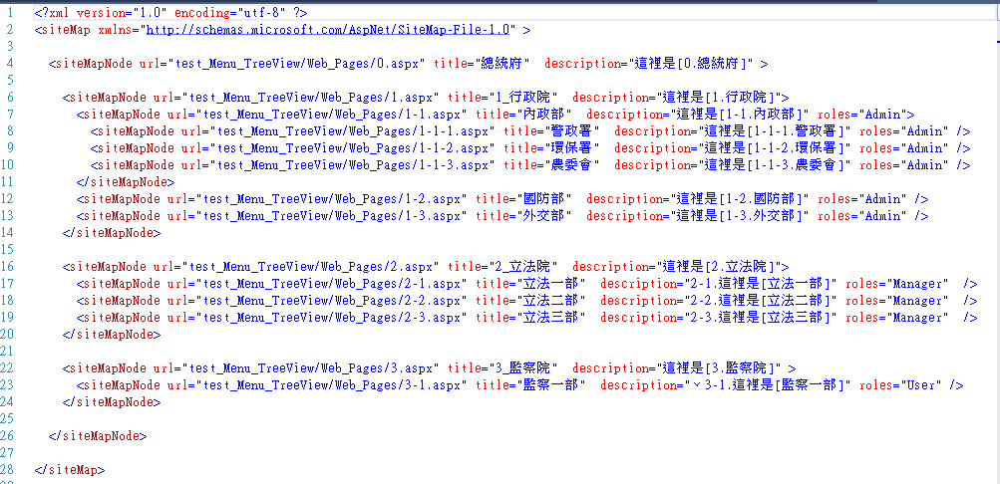 1 <?xml version="1.0" encoding="utf-8" ?>
2 <siteMap xmlns="http://schemas.microsoft.com/AspNet/SiteMap-File-1.0" >
3
4 <siteMapNode url="test_Menu_TreeView/Web_Pages/0.aspx" title="總統府" description="這裡是[0.總統府]" >
5
6 <siteMapNode url="test_Menu_TreeView/Web_Pages/1.aspx" title="1_行政院" description="這裡是[1.行政院]">
7 <siteMapNode url="test_Menu_TreeView/Web_Pages/1-1.aspx" title="內政部" description="這裡是[1-1.內政部]" roles="Admin">
8 <siteMapNode url="test_Menu_TreeView/Web_Pages/1-1-1.aspx" title="警政署" description="這裡是[1-1-1.警政署]" roles="Admin" />
9 <siteMapNode url="test_Menu_TreeView/Web_Pages/1-1-2.aspx" title="環保署" description="這裡是[1-1-2.環保署]" roles="Admin" />
10 <siteMapNode url="test_Menu_TreeView/Web_Pages/1-1-3.aspx" title="農委會" description="這裡是[1-1-3.農委會]" roles="Admin" />
11 </siteMapNode>
12 <siteMapNode url="test_Menu_TreeView/Web_Pages/1-2.aspx" title="國防部" description="這裡是[1-2.國防部]" roles="Admin" />
13 <siteMapNode url="test_Menu_TreeView/Web_Pages/1-3.aspx" title="外交部" description="這裡是[1-3.外交部]" roles="Admin" />
14 </siteMapNode>
15
16 <siteMapNode url="test_Menu_TreeView/Web_Pages/2.aspx" title="2_立法院" description="這裡是[2.立法院]">
17 <siteMapNode url="test_Menu_TreeView/Web_Pages/2-1.aspx" title="立法一部" description="2-1.這裡是[立法一部]" roles="Manager" />
18 <siteMapNode url="test_Menu_TreeView/Web_Pages/2-2.aspx" title="立法二部" description="2-2.這裡是[立法二部]" roles="Manager" />
19 <siteMapNode url="test_Menu_TreeView/Web_Pages/2-3.aspx" title="立法三部" description="2-3.這裡是[立法三部]" roles="Manager" />
20 </siteMapNode>
21
22 <siteMapNode url="test_Menu_TreeView/Web_Pages/3.aspx" title="3_監察院" description="這裡是[3.監察院]" >
23 <siteMapNode url="test_Menu_TreeView/Web_Pages/3-1.aspx" title="監察一部" description="ˇ3-1.這裡是[監察一部]" roles="User" />
24 </siteMapNode>
25
26 </siteMapNode>
27
28 </siteMap>